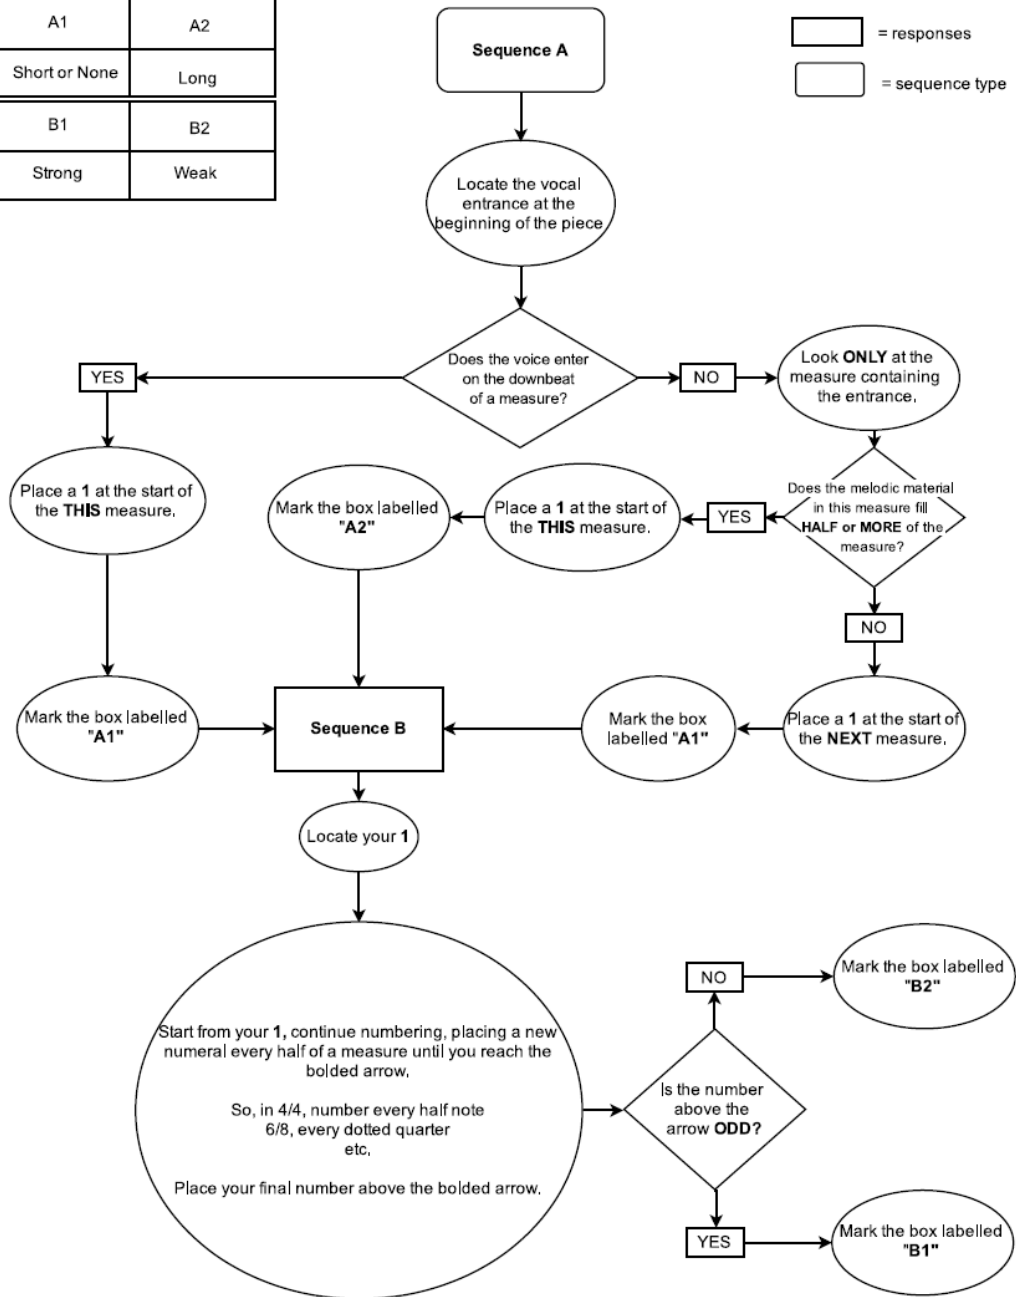 A1
A2
Short or None
Long
B1
B2
Strong
Weak
Sequence A
= responses
= sequence type
Locate the vocal
entrance at the
beginning of the piece
Does the voice enter
on the downbeat
of a measure?
YES
NO
Look ONLY at the
measure containing
the entrance.
Place a 1 at the start of
the THIS measure.
Mark the box labelled
"A2"
Place a 1 at the start of
the THIS measure.
YES
Does the melodic material
in this measure fill
HALF or MORE of the
measure?
NO
Mark the box labelled
"A1"
Sequence B
Mark the box
labelled "A1"
Place a 1 at the start of
the NEXT measure.
Locate your 1
Start from your 1, continue numbering, placing a new
numeral every half of a measure until you reach the
bolded arrow.
So, in 4/4, number every half note
6/8, every dotted quarter
etc.
Place your final number above the bolded arrow.
NO
Mark the box labelled
"B2"
Is the number
above the
arrow ODD?
YES
Mark the box labelled
"B1"